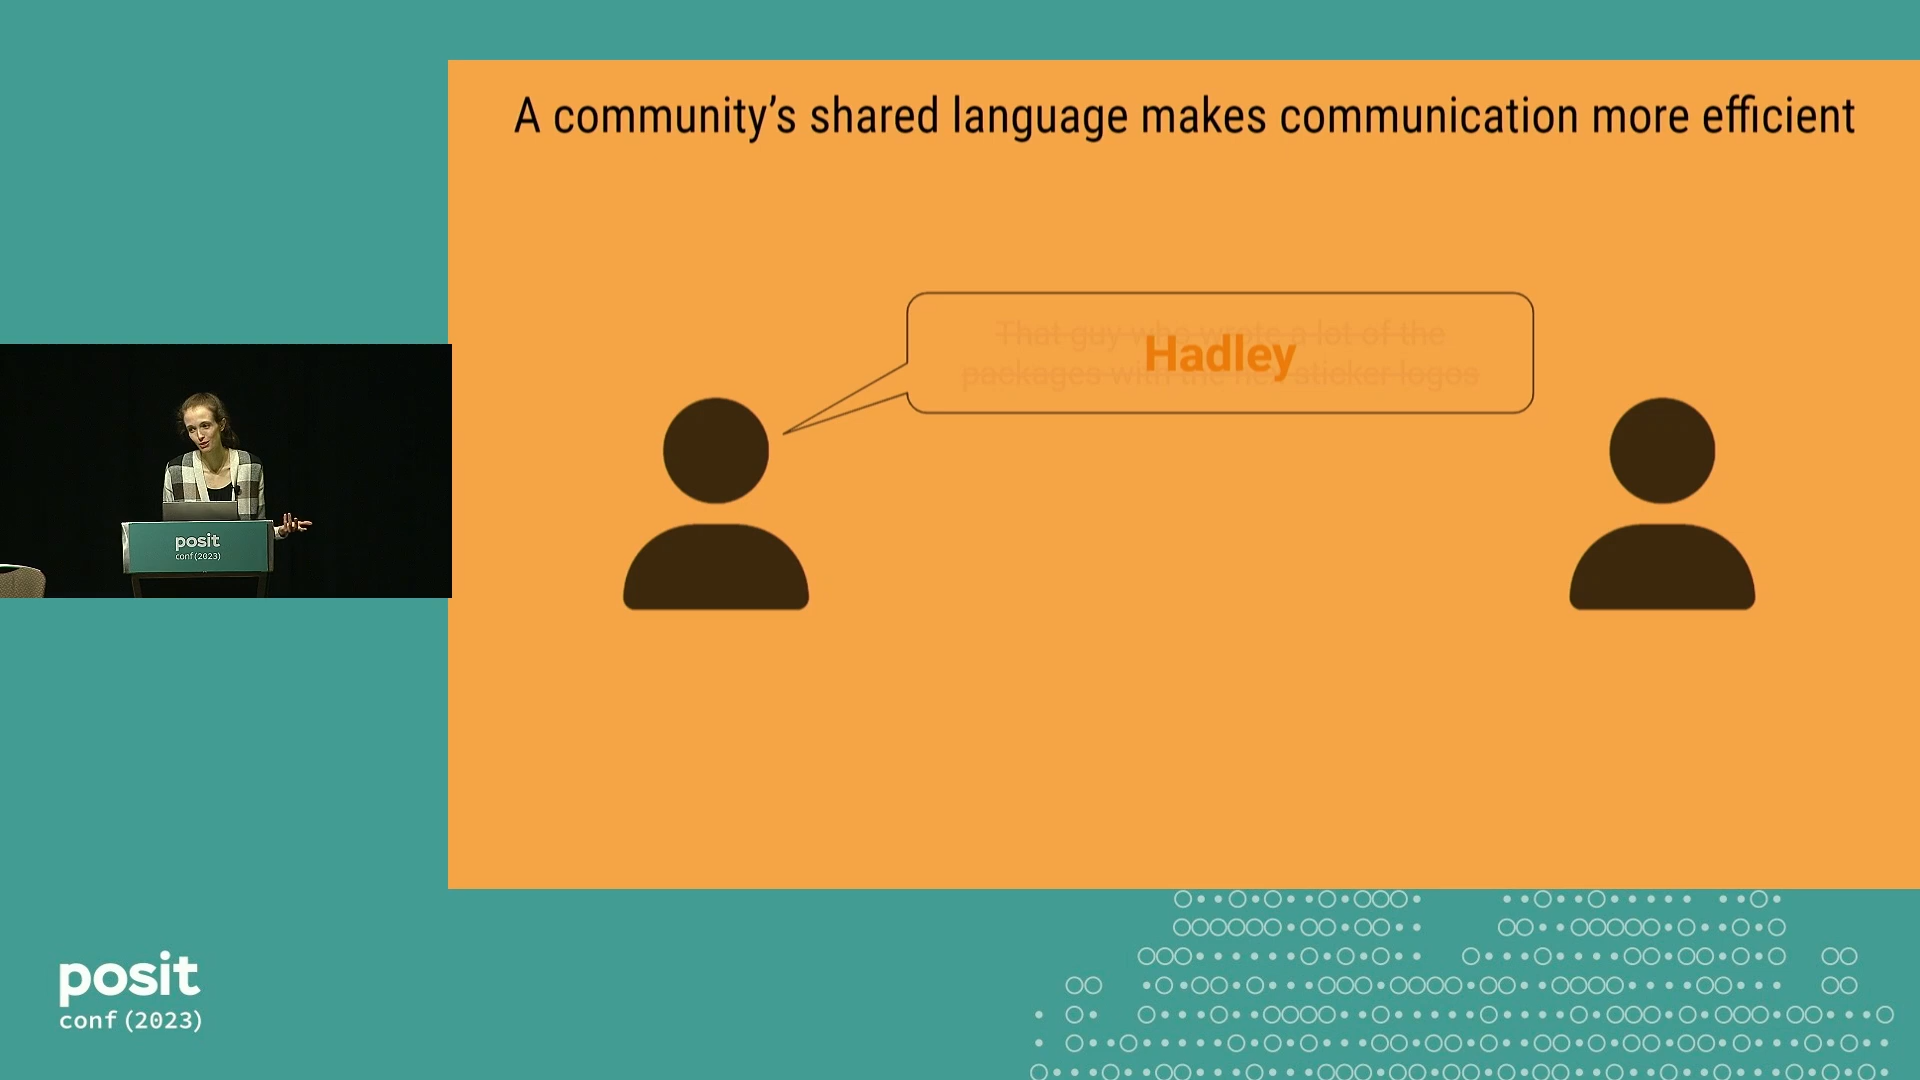 A community’s shared language makes communication more efficient
That guy who wrote a lot of the
packages with the hex sticker logos
Hadley
posit
conf(2023)
posit
conf(2023)